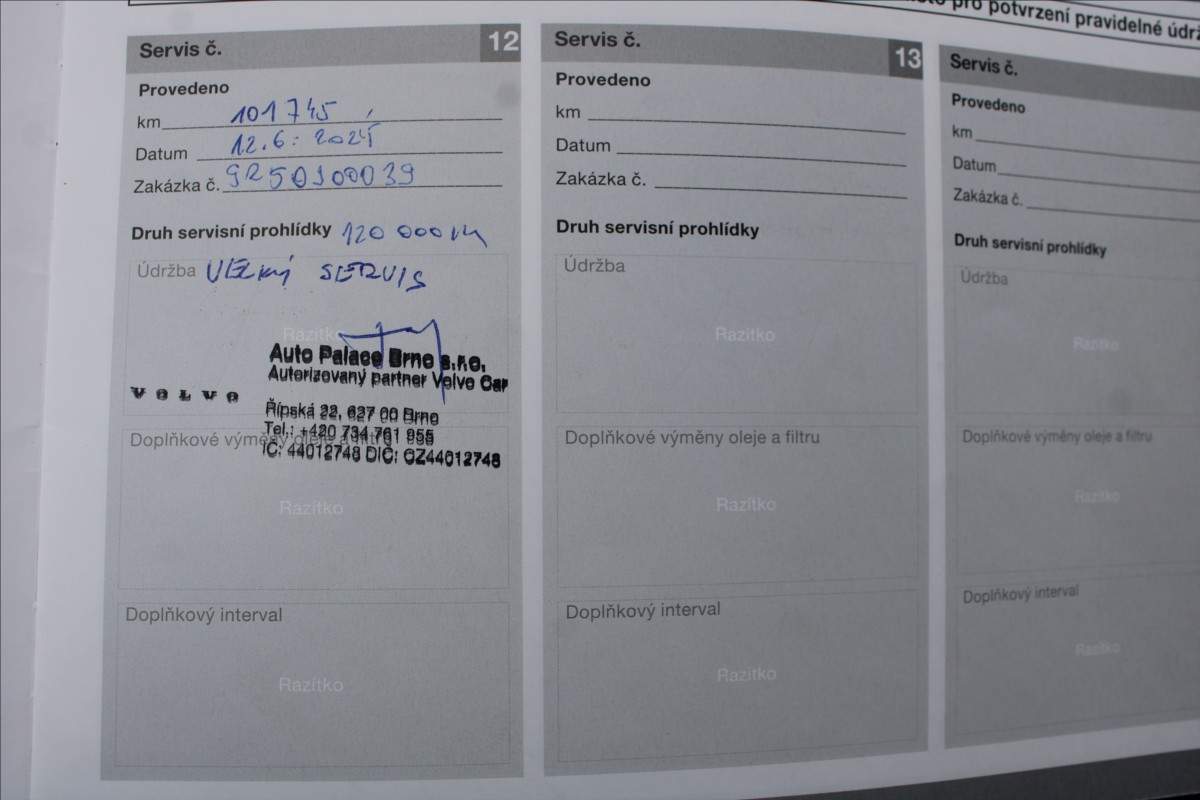 pro potvrzení pravidelné údrž
Servis č. 12
Provedeno
km 101745
Datum 12.6. 2025
Zakázka č. 9250100039
Druh servisní prohlídky 120 000 km
Údržba VELKÝ SERVIS
Razítko
Auto Palace Brno s.r.o.
Autorizovaný partner Volvo Car
VOLVO
Řípská 22, 627 00 Brno
Tel.: +420 734 761 955
IČ: 44012748 DIČ: CZ44012748
Doplňkové výměny oleje a filtru
Razítko
Doplňkový interval
Razítko
Servis č. 13
Provedeno
km
Datum
Zakázka č.
Druh servisní prohlídky
Údržba
Razítko
Doplňkové výměny oleje a filtru
Razítko
Doplňkový interval
Razítko
Servis č.
Provedeno
km
Datum
Zakázka č.
Druh servisní prohlídky
Údržba
Razítko
Doplňkové výměny oleje a filtru
Razítko
Doplňkový interval
Razítko